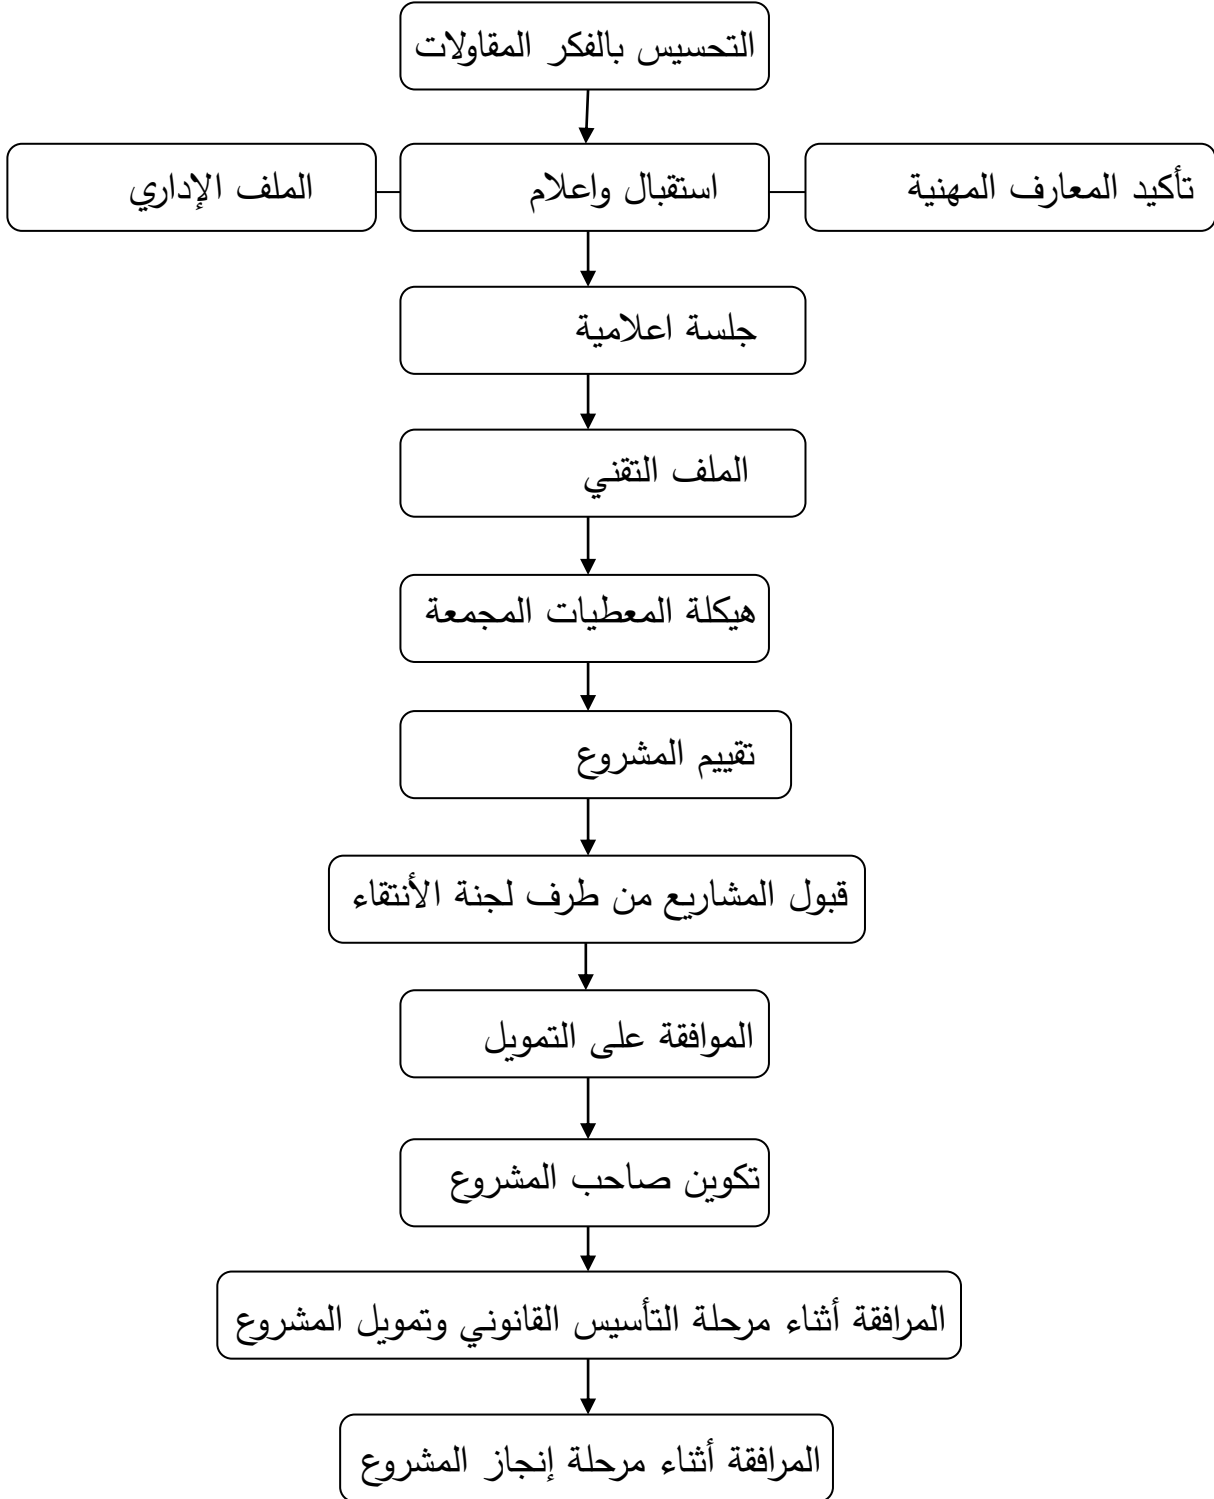 التحسيس بالفكر المقاولات
تأكيد المعارف المهنية
استقبال واعلام
الملف الإداري
جلسة اعلامية
الملف التقني
هيكلة المعطيات المجمعة
تقييم المشروع
قبول المشاريع من طرف لجنة الأنتقاء
الموافقة على التمويل
تكوين صاحب المشروع
المرافقة أثناء مرحلة التأسيس القانوني وتمويل المشروع
المرافقة أثناء مرحلة إنجاز المشروع